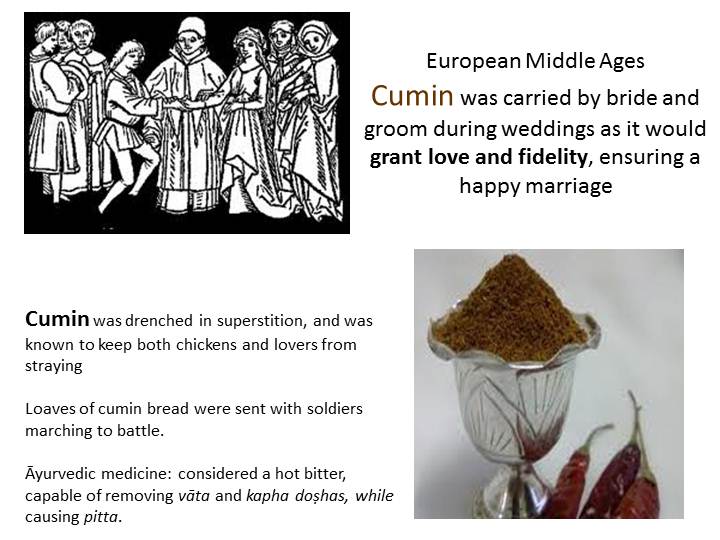 European Middle Ages
Cumin was carried by bride and
groom during weddings as it would
grant love and fidelity, ensuring a
happy marriage
Cumin was drenched in superstition, and was
known to keep both chickens and lovers from
straying
Loaves of cumin bread were sent with soldiers
marching to battle.
Āyurvedic medicine: considered a hot bitter,
capable of removing vāta and kapha doṣhas, while
causing pitta.